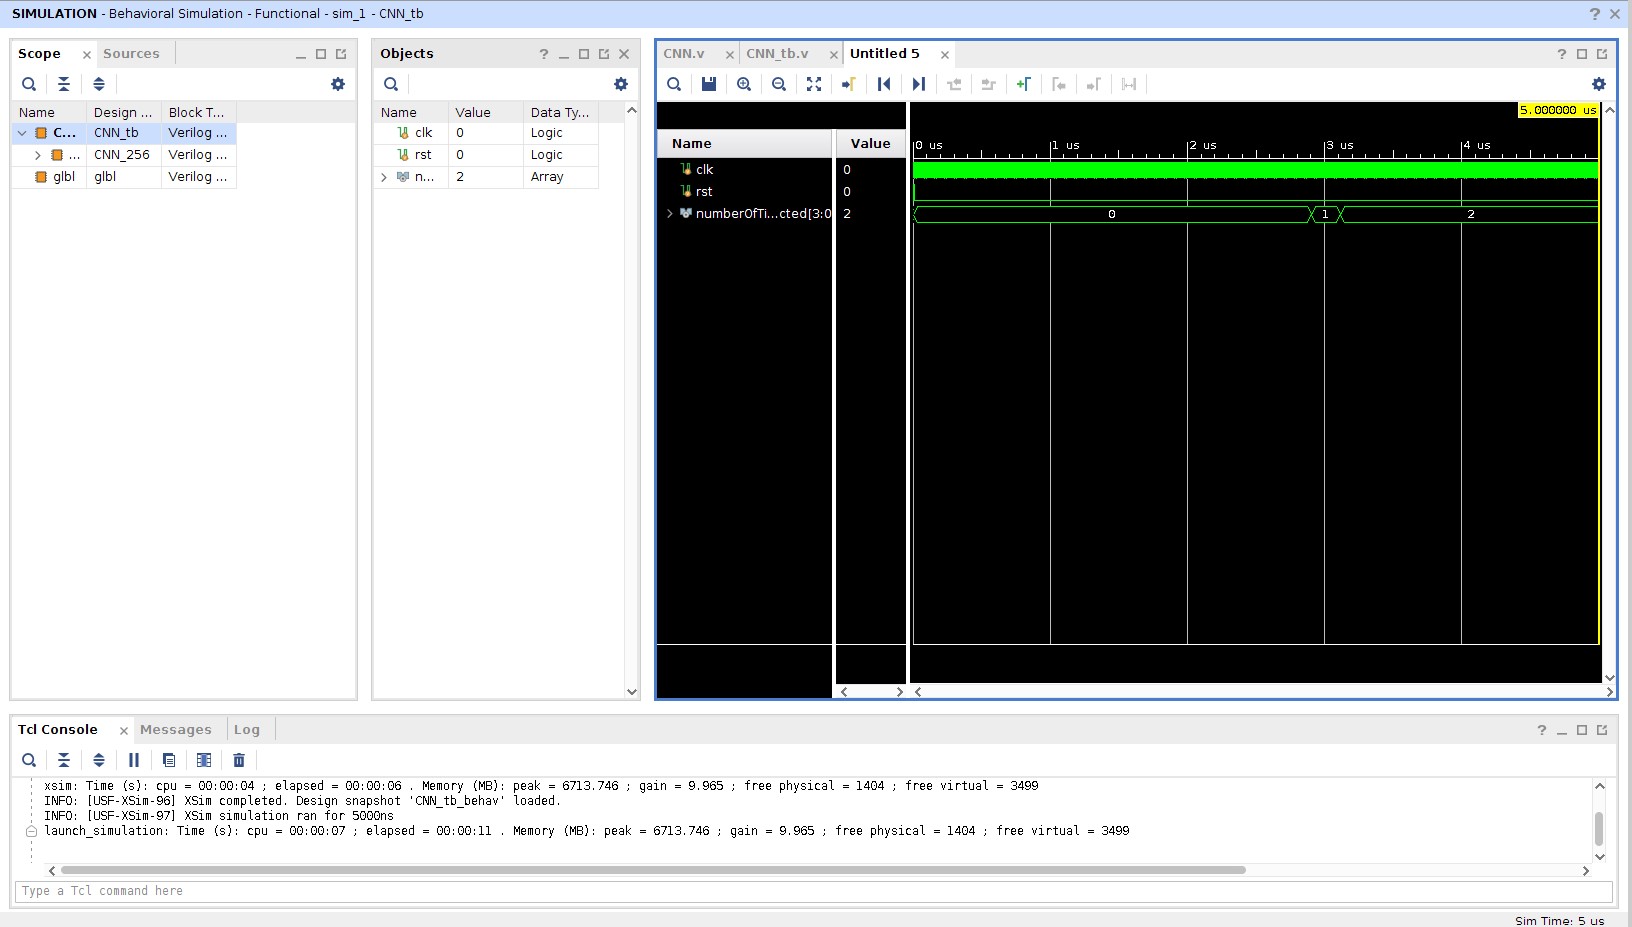 SIMULATION - Behavioral Simulation - Functional - sim_1 - CNN_tb
Scope
Sources
Name Design ... Block T...
C... CNN_tb Verilog ...
... CNN_256 Verilog ...
glbl glbl Verilog ...
Objects
Name Value Data Ty...
clk 0 Logic
rst 0 Logic
n... 2 Array
CNN.v
CNN_tb.v
Untitled 5
5.000000 us
Name Value
0 us 1 us 2 us 3 us 4 us
clk 0
rst 0
numberOfTi...cted[3:0 2
0 1 2
Tcl Console
Messages
Log
xsim: Time (s): cpu = 00:00:04 ; elapsed = 00:00:06 . Memory (MB): peak = 6713.746 ; gain = 9.965 ; free physical = 1404 ; free virtual = 3499
INFO: [USF-XSim-96] XSim completed. Design snapshot 'CNN_tb_behav' loaded.
INFO: [USF-XSim-97] XSim simulation ran for 5000ns
launch_simulation: Time (s): cpu = 00:00:07 ; elapsed = 00:00:11 . Memory (MB): peak = 6713.746 ; gain = 9.965 ; free physical = 1404 ; free virtual = 3499
Type a Tcl command here
Sim Time: 5 us